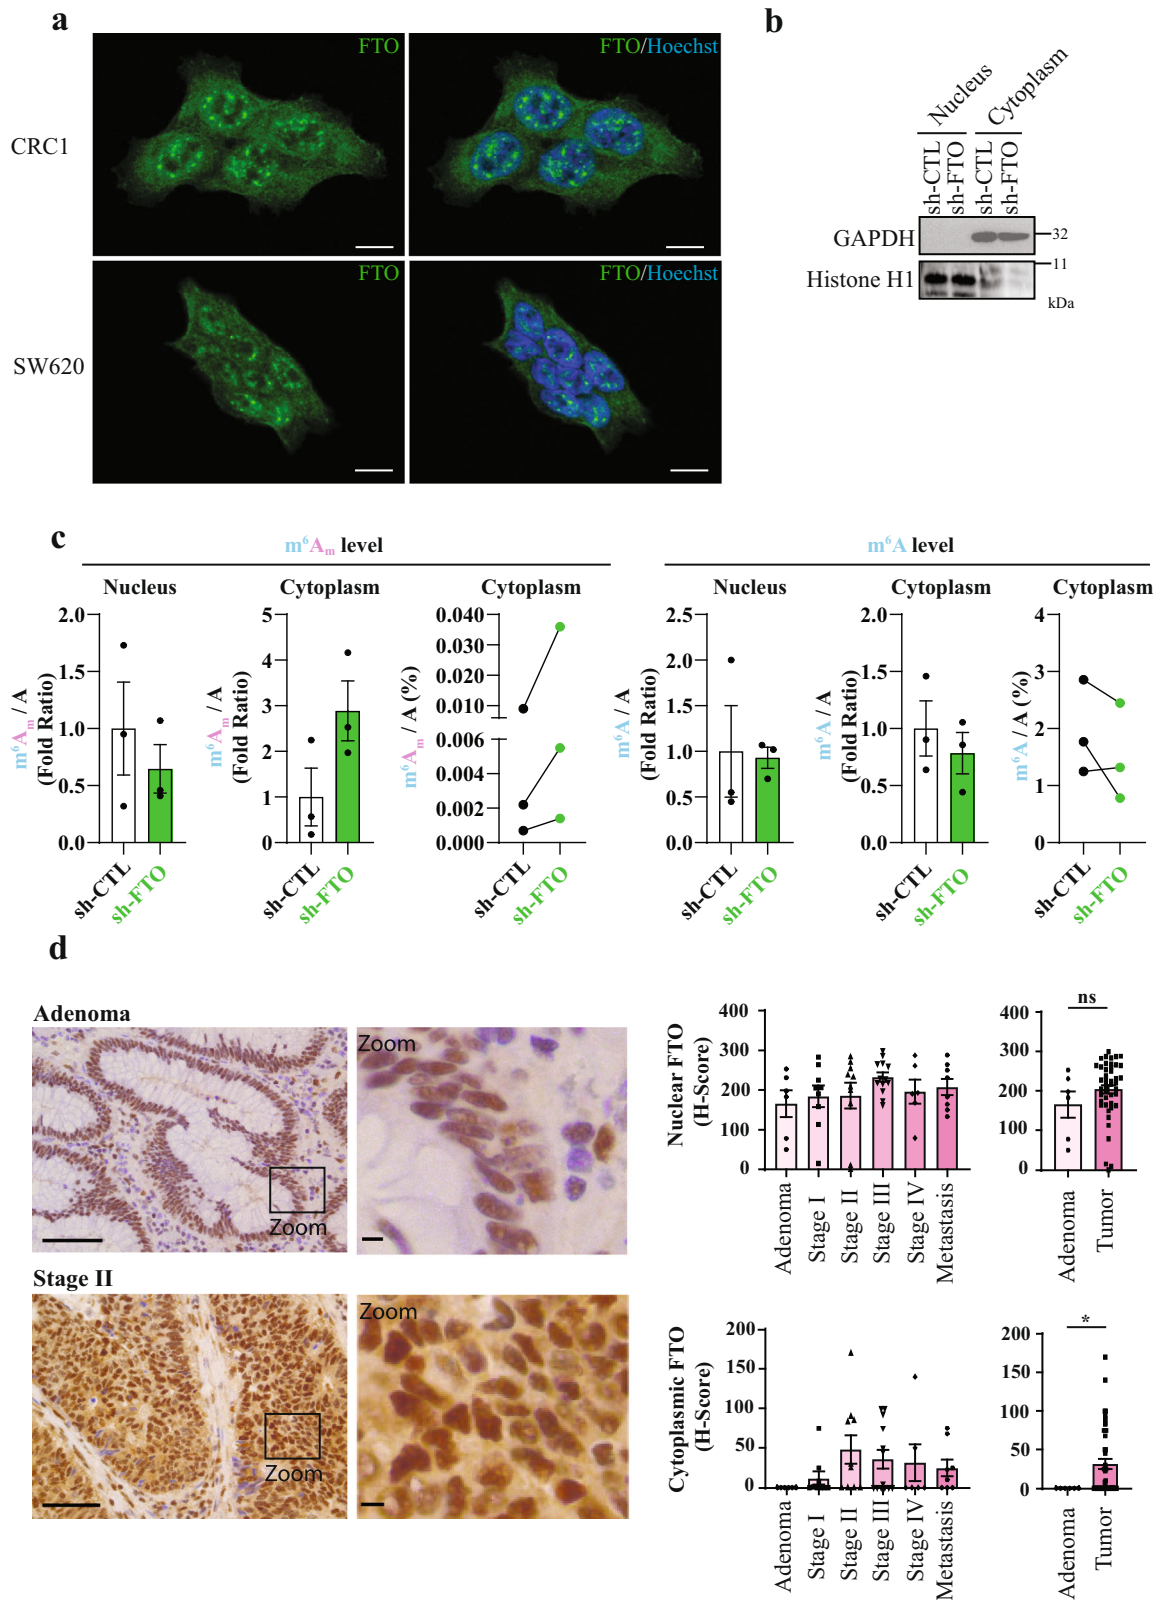 a
FTO
FTO/Hoechst
CRC1
FTO
FTO/Hoechst
SW620
b
Nucleus
Cytoplasm
sh-CTL
sh-FTO
sh-CTL
sh-FTO
GAPDH
32
11
Histone H1
kDa
c
m⁶Aₘ level
m⁶A level
Nucleus
2.0
1.5
1.0
0.5
0.0
m⁶Aₘ / A
(Fold Ratio)
sh-CTL
sh-FTO
Cytoplasm
5
4
3
2
1
0
m⁶Aₘ / A
(Fold Ratio)
sh-CTL
sh-FTO
Cytoplasm
0.040
0.030
0.020
0.010
0.006
0.004
0.002
0.000
m⁶Aₘ / A (%)
sh-CTL
sh-FTO
Nucleus
2.5
2.0
1.5
1.0
0.5
0.0
m⁶A / A
(Fold Ratio)
sh-CTL
sh-FTO
Cytoplasm
2.0
1.5
1.0
0.5
0.0
m⁶A / A
(Fold Ratio)
sh-CTL
sh-FTO
Cytoplasm
4
3
2
1
0
m⁶A / A (%)
sh-CTL
sh-FTO
d
Adenoma
Zoom
Zoom
Stage II
Zoom
Zoom
400
300
200
100
0
Nuclear FTO
(H-Score)
Adenoma
Stage I
Stage II
Stage III
Stage IV
Metastasis
ns
400
300
200
100
0
Adenoma
Tumor
200
150
100
50
0
Cytoplasmic FTO
(H-Score)
Adenoma
Stage I
Stage II
Stage III
Stage IV
Metastasis
*
200
150
100
50
0
Adenoma
Tumor